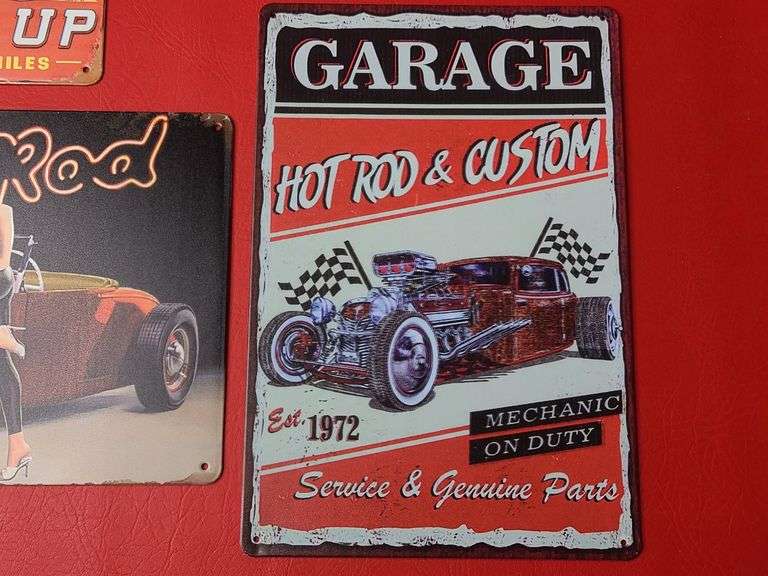 UP
MILES
Rod
GARAGE
HOT ROD & CUSTOM
Est. 1972
MECHANIC
ON DUTY
Service & Genuine Parts